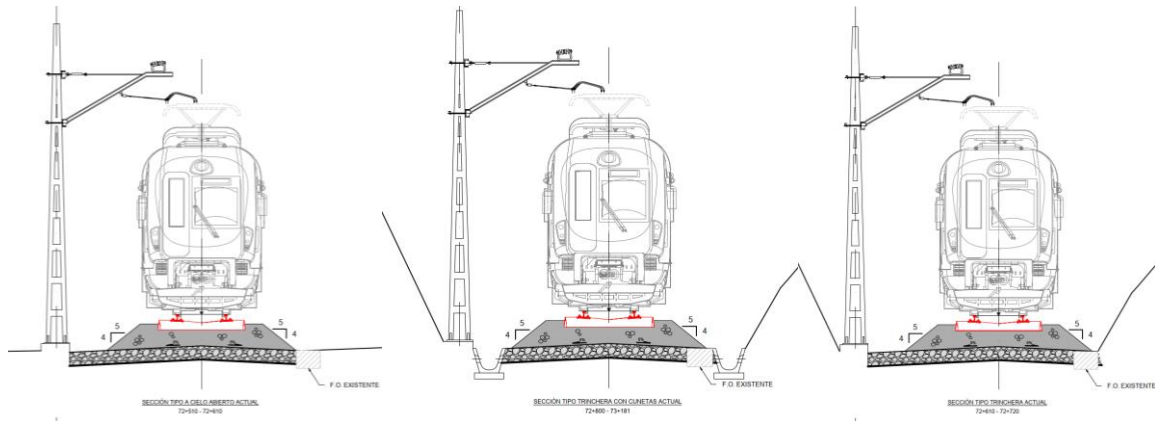 5
4
5
4
F.O. EXISTENTE
SECCIÓN TIPO A CIELO ABIERTO ACTUAL
72+510 - 72+610
5
4
5
4
F.O. EXISTENTE
SECCIÓN TIPO TRINCHERA CON CUNETAS ACTUAL
72+800 - 73+181
5
4
5
4
F.O. EXISTENTE
SECCIÓN TIPO TRINCHERA ACTUAL
72+610 - 72+720